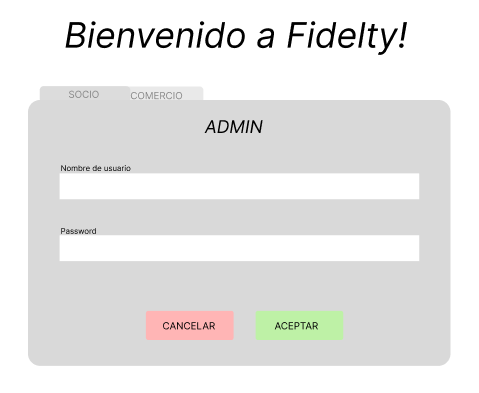 Bienvenido a Fidelty!
SOCIO COMERCIO
ADMIN
Nombre de usuario
Password
CANCELAR ACEPTAR